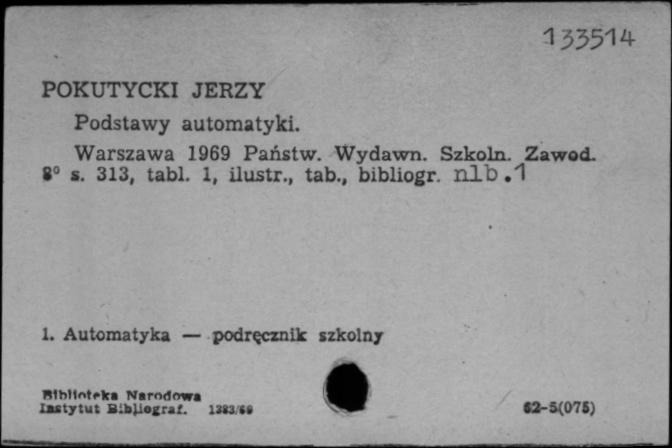 133514
POKUTYCKI JERZY
Podstawy automatyki.
Warszawa 1969 Państw. Wydawn. Szkoln. Zawod.
8° s. 313, tabl. 1, ilustr., tab., bibliogr. nlb.1
1. Automatyka — podręcznik szkolny
Biblioteka Narodowa
Instytut Bibliograf. 1383/69
62-5(075)